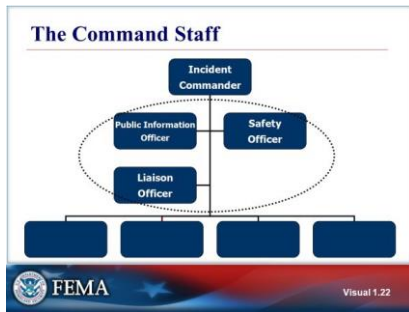 The Command Staff
Incident
Commander
Public Information
Officer
Safety
Officer
Liaison
Officer
FEMA
Visual 1.22